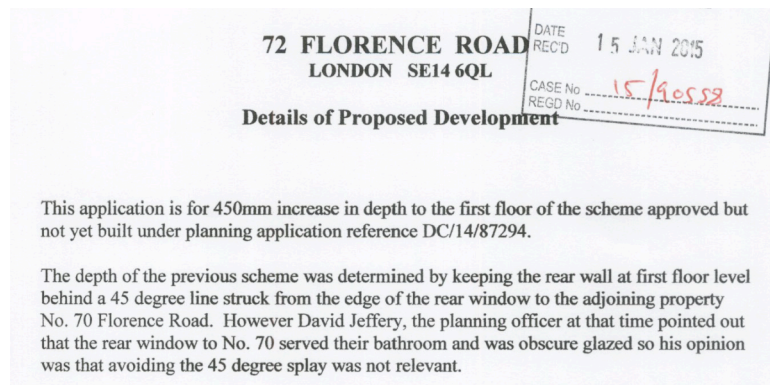 72 FLORENCE ROAD
LONDON SE14 6QL
Details of Proposed Development
DATE
REC'D 15 JAN 2015
CASE No 15/90558
REGD No
This application is for 450mm increase in depth to the first floor of the scheme approved but
not yet built under planning application reference DC/14/87294.
The depth of the previous scheme was determined by keeping the rear wall at first floor level
behind a 45 degree line struck from the edge of the rear window to the adjoining property
No. 70 Florence Road. However David Jeffery, the planning officer at that time pointed out
that the rear window to No. 70 served their bathroom and was obscure glazed so his opinion
was that avoiding the 45 degree splay was not relevant.